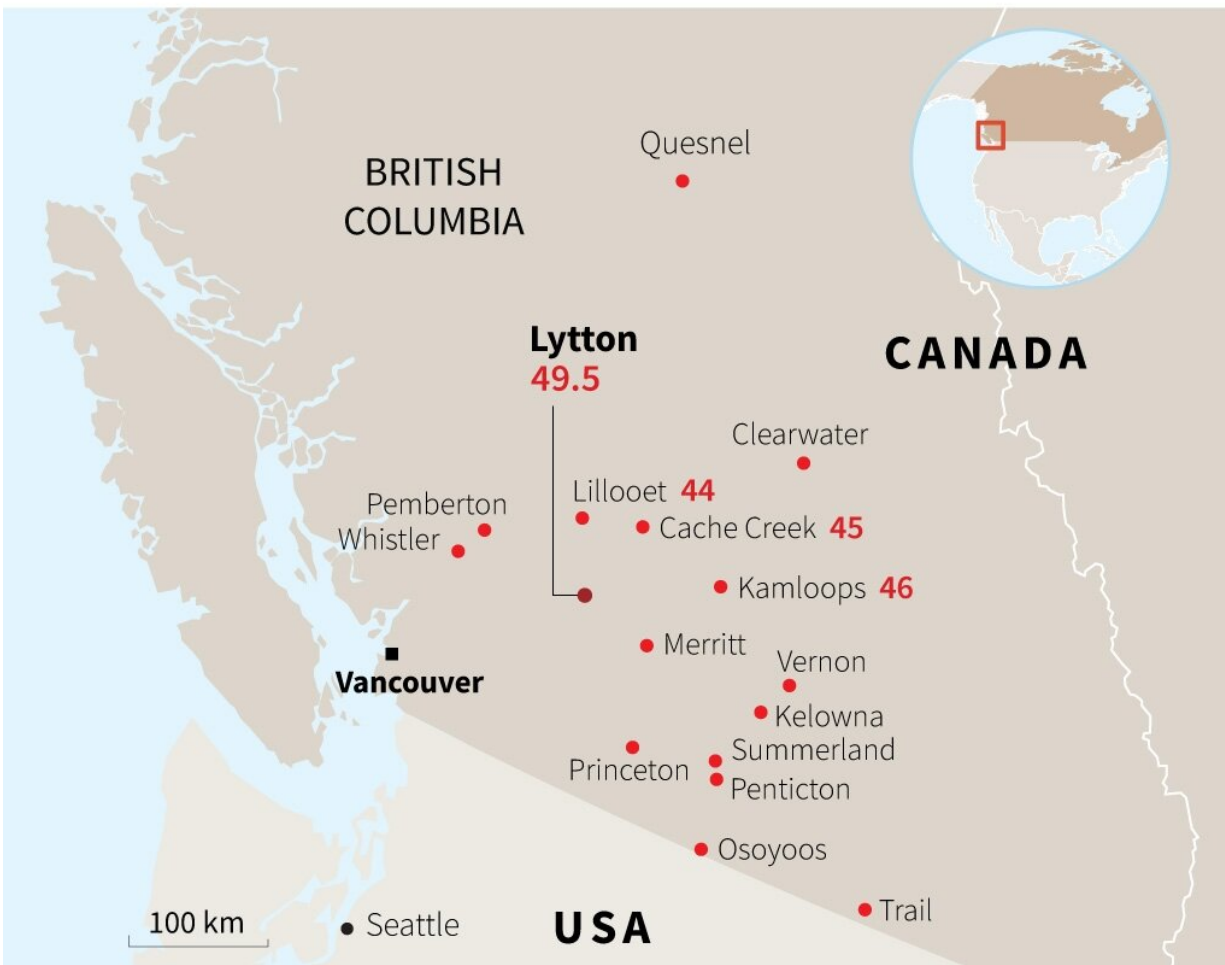 Quesnel
BRITISH
COLUMBIA
Lytton
49.5
CANADA
Clearwater
Lillooet 44
Pemberton
Cache Creek 45
Whistler
Kamloops 46
Merritt
Vernon
Vancouver
Kelowna
Summerland
Princeton
Penticton
Osoyoos
Trail
100 km
Seattle
USA